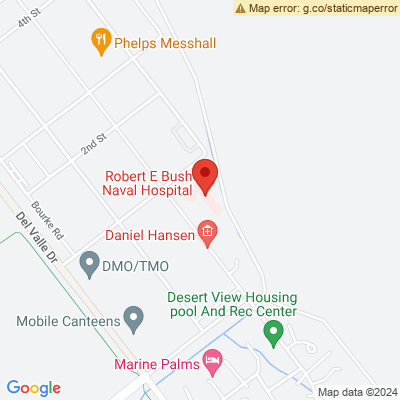 Map error: g.co/staticmaperror
4th St
Phelps Messhall
2nd St
Robert E Bush
Naval Hospital
Bourke Rd
Del Valle Dr
Daniel Hansen
DMO/TMO
Desert View Housing
pool And Rec Center
Mobile Canteens
Marine Palms
Google
Map data ©2024